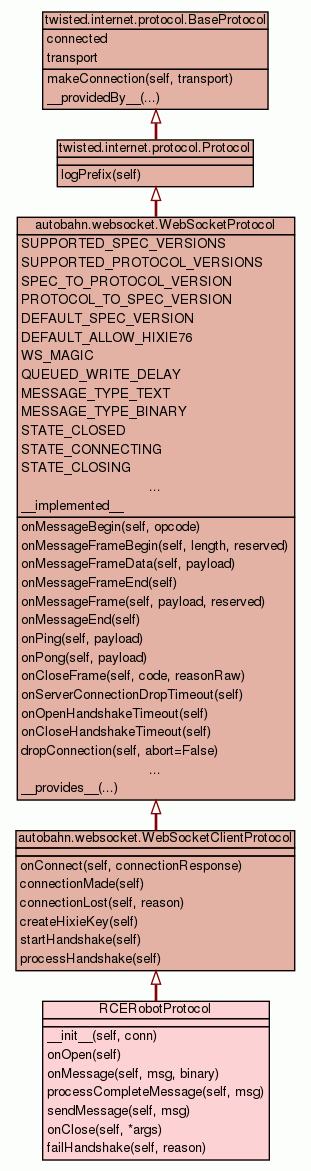 twisted.internet.protocol.BaseProtocol
connected
transport
makeConnection(self, transport)
__providedBy__(...)
twisted.internet.protocol.Protocol
logPrefix(self)
autobahn.websocket.WebSocketProtocol
SUPPORTED_SPEC_VERSIONS
SUPPORTED_PROTOCOL_VERSIONS
SPEC_TO_PROTOCOL_VERSION
PROTOCOL_TO_SPEC_VERSION
DEFAULT_SPEC_VERSION
DEFAULT_ALLOW_HIXIE76
WS_MAGIC
QUEUED_WRITE_DELAY
MESSAGE_TYPE_TEXT
MESSAGE_TYPE_BINARY
STATE_CLOSED
STATE_CONNECTING
STATE_CLOSING
...
__implemented__
onMessageBegin(self, opcode)
onMessageFrameBegin(self, length, reserved)
onMessageFrameData(self, payload)
onMessageFrameEnd(self)
onMessageFrame(self, payload, reserved)
onMessageEnd(self)
onPing(self, payload)
onPong(self, payload)
onCloseFrame(self, code, reasonRaw)
onServerConnectionDropTimeout(self)
onOpenHandshakeTimeout(self)
onCloseHandshakeTimeout(self)
dropConnection(self, abort=False)
...
__provides__(...)
autobahn.websocket.WebSocketClientProtocol
onConnect(self, connectionResponse)
connectionMade(self)
connectionLost(self, reason)
createHixieKey(self)
startHandshake(self)
processHandshake(self)
RCERobotProtocol
__init__(self, conn)
onOpen(self)
onMessage(self, msg, binary)
processCompleteMessage(self, msg)
sendMessage(self, msg)
onClose(self, *args)
failHandshake(self, reason)